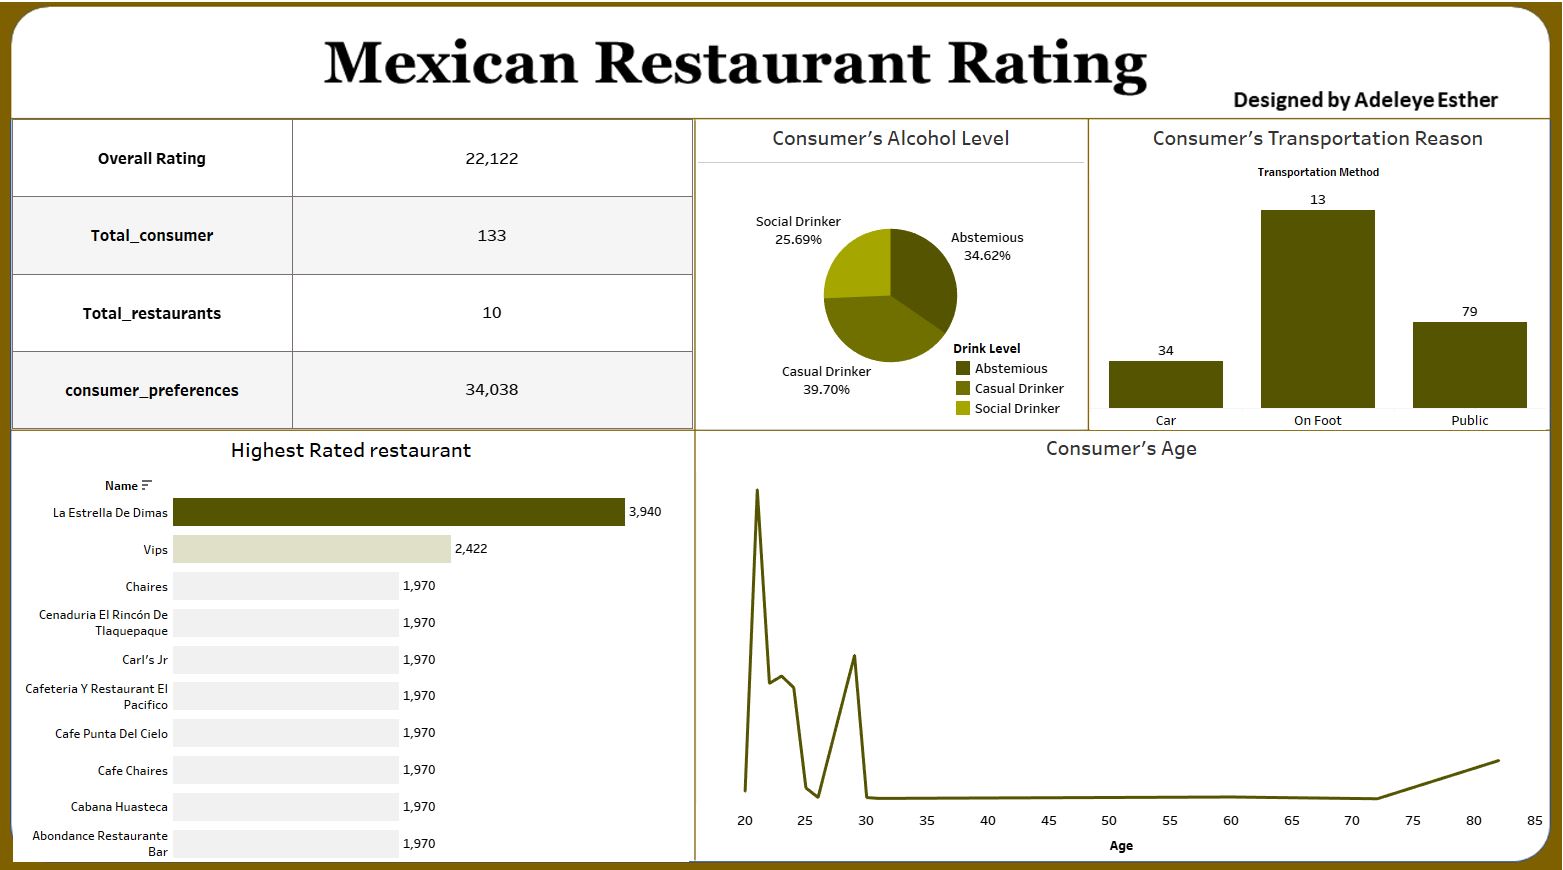 Mexican Restaurant Rating
Designed by Adeleye Esther
Overall Rating 22,122
Total_consumer 133
Total_restaurants 10
consumer_preferences 34,038
Consumer's Alcohol Level
Social Drinker
25.69%
Abstemious
34.62%
Casual Drinker
39.70%
Drink Level
Abstemious
Casual Drinker
Social Drinker
Consumer's Transportation Reason
Transportation Method
13
79
34
Car On Foot Public
Highest Rated restaurant
Name
La Estrella De Dimas 3,940
Vips 2,422
Chaires 1,970
Cenaduria El Rincón De
Tlaquepaque 1,970
Carl's Jr 1,970
Cafeteria Y Restaurant El
Pacifico 1,970
Cafe Punta Del Cielo 1,970
Cafe Chaires 1,970
Cabana Huasteca 1,970
Abondance Restaurante
Bar 1,970
Consumer's Age
20 25 30 35 40 45 50 55 60 65 70 75 80 85
Age